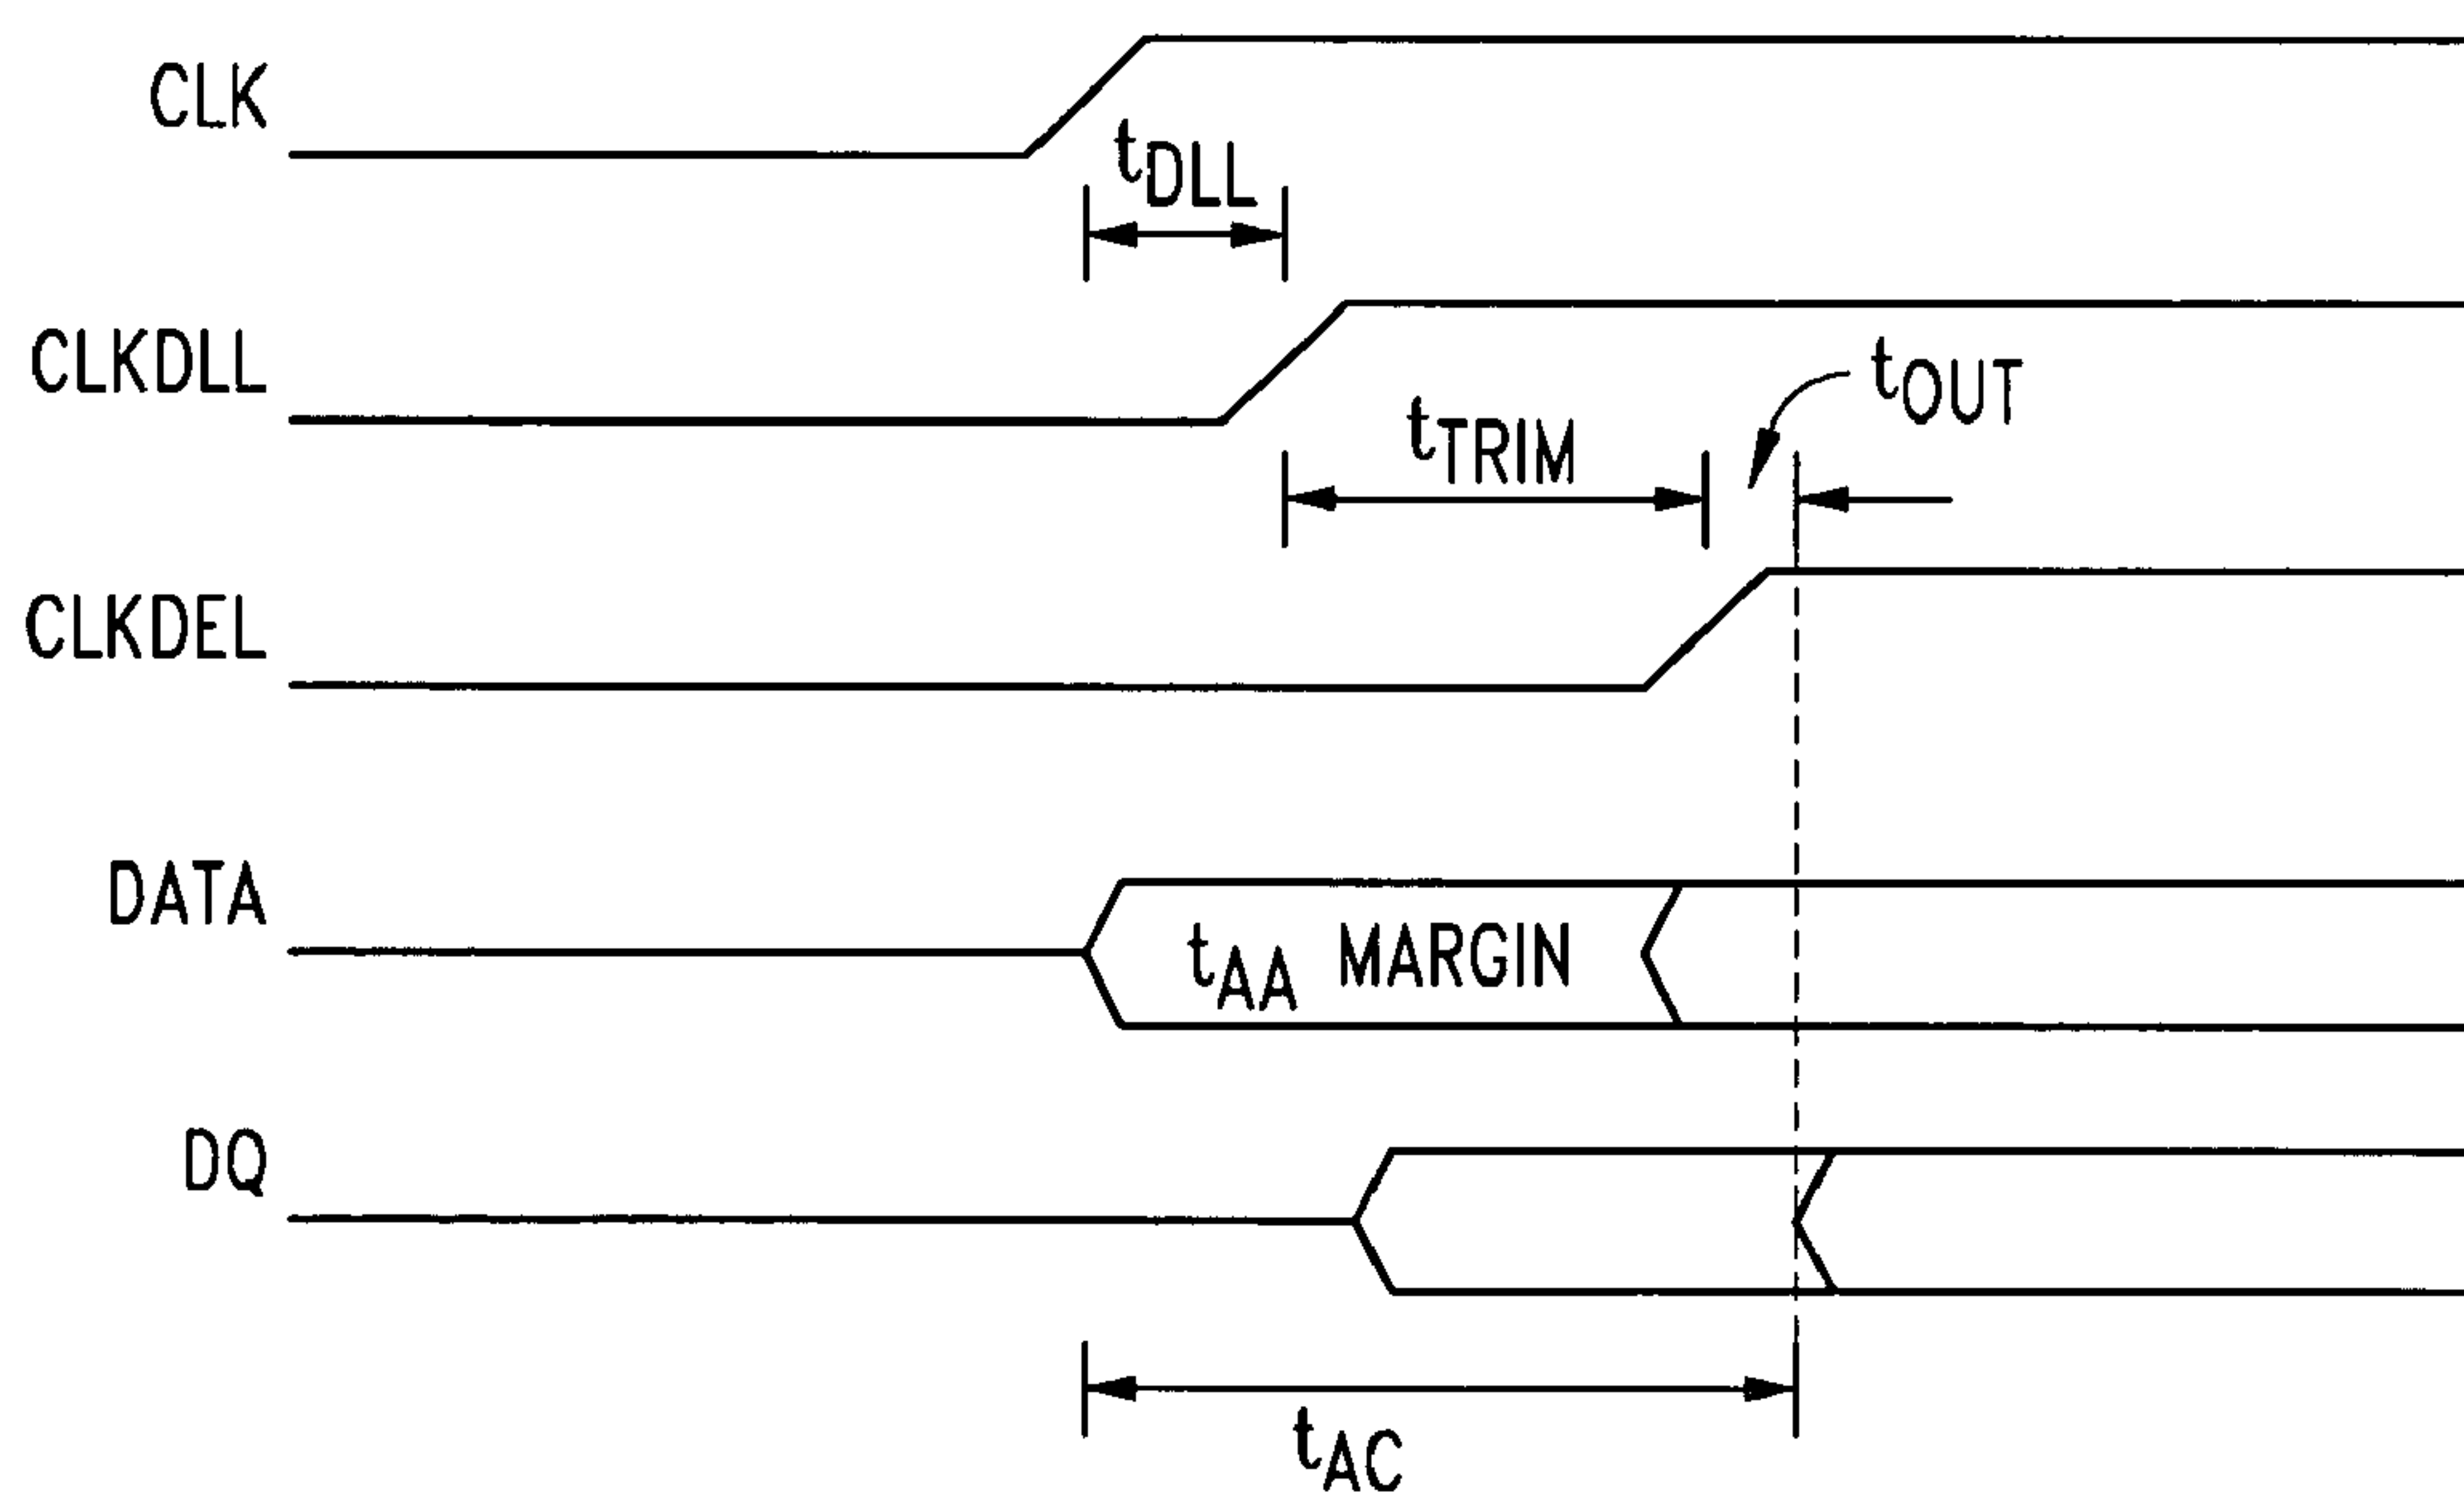 CLK
tDLL
CLKDLL
tOUT
tTRIM
CLKDEL
DATA
tAA MARGIN
DQ
tAC